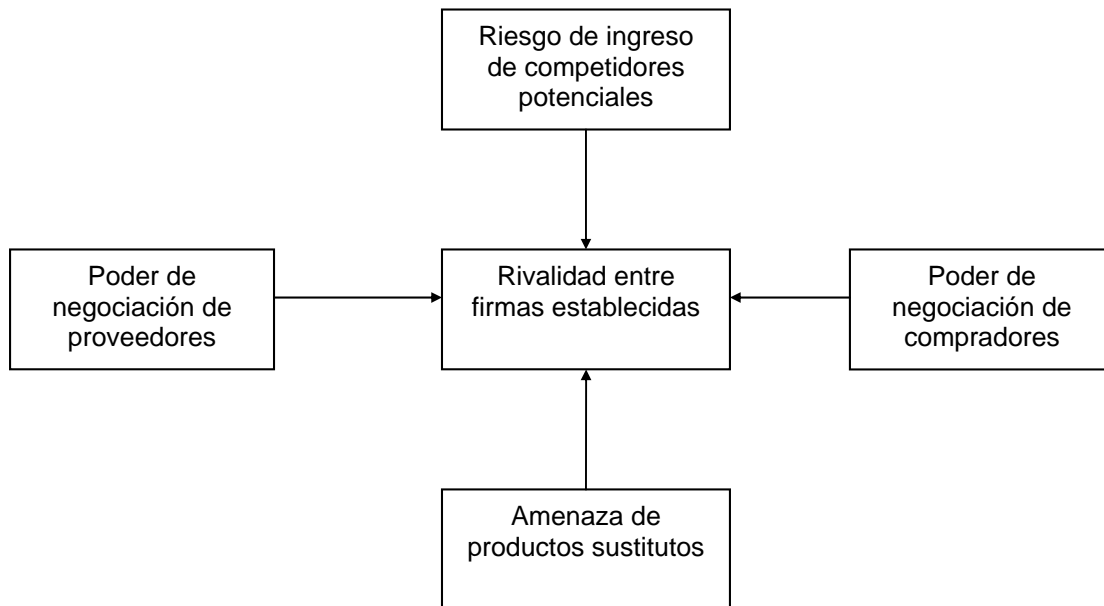 Riesgo de ingreso
de competidores
potenciales
Poder de
negociación de
proveedores
Rivalidad entre
firmas establecidas
Poder de
negociación de
compradores
Amenaza de
productos sustitutos